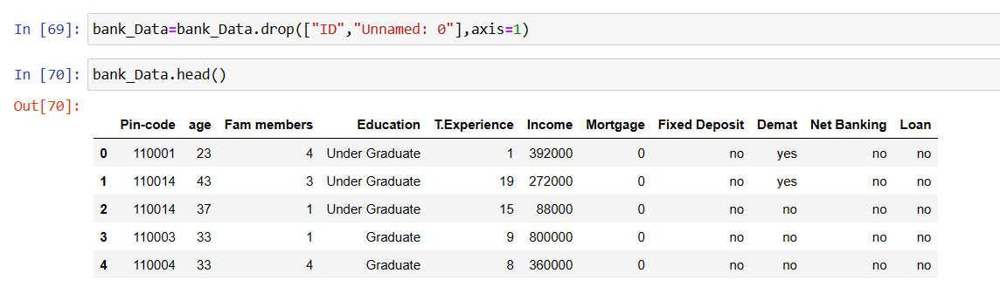 In [69]: bank_Data=bank_Data.drop(["ID","Unnamed: 0"],axis=1)
In [70]: bank_Data.head()
Out[70]:
Pin-code age Fam members Education T.Experience Income Mortgage Fixed Deposit Demat Net Banking Loan
0 110001 23 4 Under Graduate 1 392000 0 no yes no no
1 110014 43 3 Under Graduate 19 272000 0 no yes no no
2 110014 37 1 Under Graduate 15 88000 0 no no no no
3 110003 33 1 Graduate 9 800000 0 no no no no
4 110004 33 4 Graduate 8 360000 0 no no no no